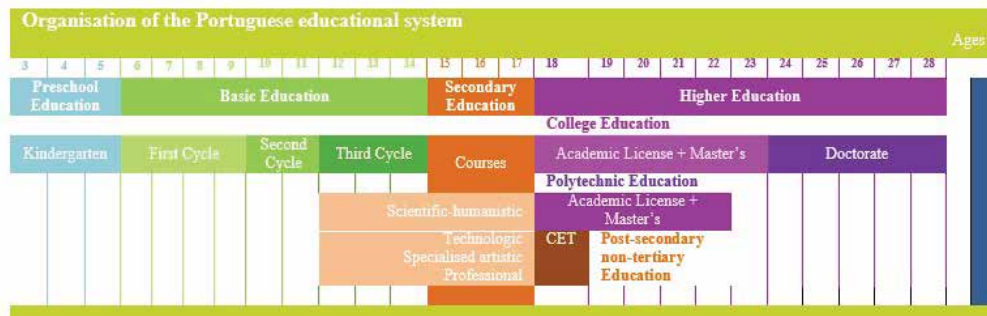 Organisation of the Portuguese educational system
Ages
3 4 5 6 7 8 9 10 11 12 13 14 15 16 17 18 19 20 21 22 23 24 25 26 27 28
Preschool Education
Basic Education
Secondary Education
Higher Education
College Education
Kindergarten
First Cycle
Second Cycle
Third Cycle
Courses
Academic License + Master's
Doctorate
Polytechnic Education
Scientific-humanistic
Academic License +
Master's
Technologic
Specialised artistic
Professional
CET
Post-secondary
non-tertiary
Education